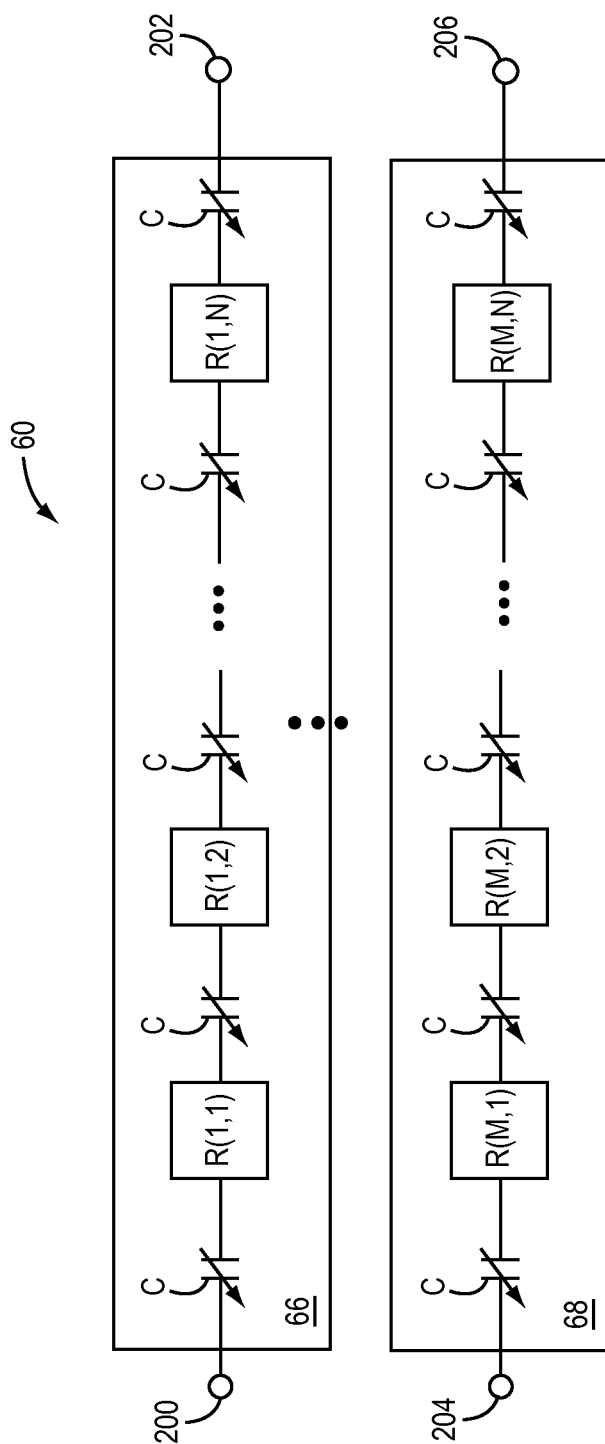 60
200
C
R(1,1)
C
R(1,2)
C
C
R(1,N)
C
202
66
204
C
R(M,1)
C
R(M,2)
C
C
R(M,N)
C
206
68